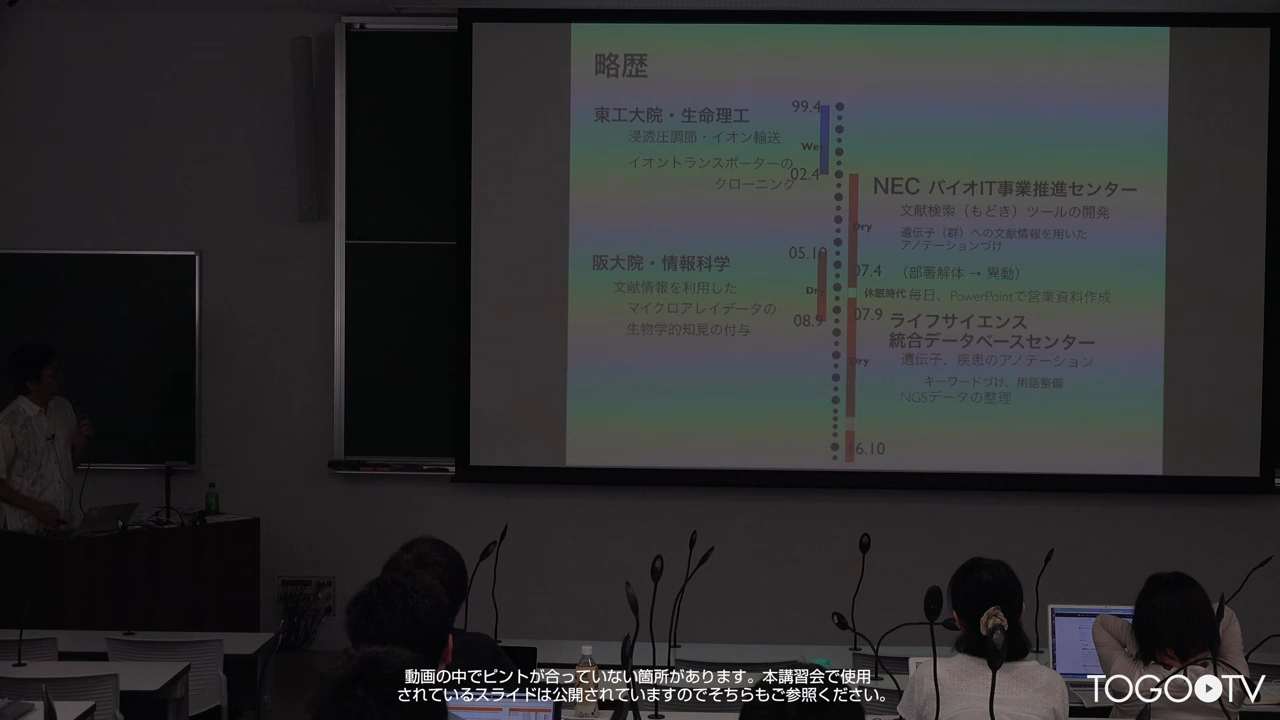 略歴
東工大院・生命理工
浸透圧調節・イオン輸送
イオントランスポーターの
クローニング
99.4
Wet
02.4
NEC バイオIT事業推進センター
文献検索（もどき）ツールの開発
遺伝子（群）への文献情報を用いた
アノテーションづけ
Dry
阪大院・情報科学
文献情報を利用した
マイクロアレイデータの
生物学的知見の付与
05.10
Dry
08.9
07.4 （部署解体 → 異動）
休眠時代 毎日、PowerPointで営業資料作成
07.9 ライフサイエンス
統合データベースセンター
遺伝子、疾患のアノテーション
キーワードづけ、用語整備
NGSデータの整理
Dry
16.10
動画の中でピントが合っていない箇所があります。本講習会で使用
されているスライドは公開されていますのでそちらもご参照ください。
TOGO TV